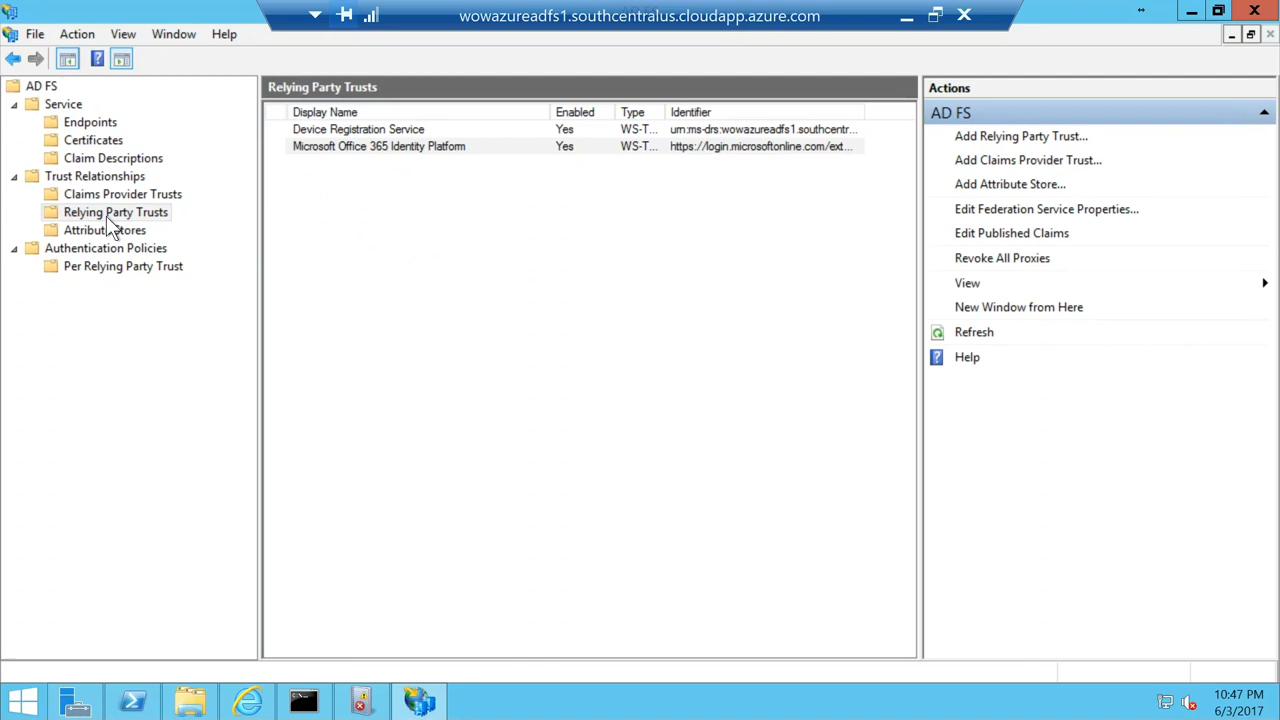 wowazureadfs1.southcentralus.cloudapp.azure.com
File Action View Window Help
AD FS
Service
Endpoints
Certificates
Claim Descriptions
Trust Relationships
Claims Provider Trusts
Relying Party Trusts
Attribute Stores
Authentication Policies
Per Relying Party Trust
Relying Party Trusts
Display Name Enabled Type Identifier
Device Registration Service Yes WS-T... urn:ms-drs:wowazureadfs1.southcentr...
Microsoft Office 365 Identity Platform Yes WS-T... https://login.microsoftonline.com/ext...
Actions
AD FS
Add Relying Party Trust...
Add Claims Provider Trust...
Add Attribute Store...
Edit Federation Service Properties...
Edit Published Claims
Revoke All Proxies
View
New Window from Here
Refresh
Help
10:47 PM
6/3/2017